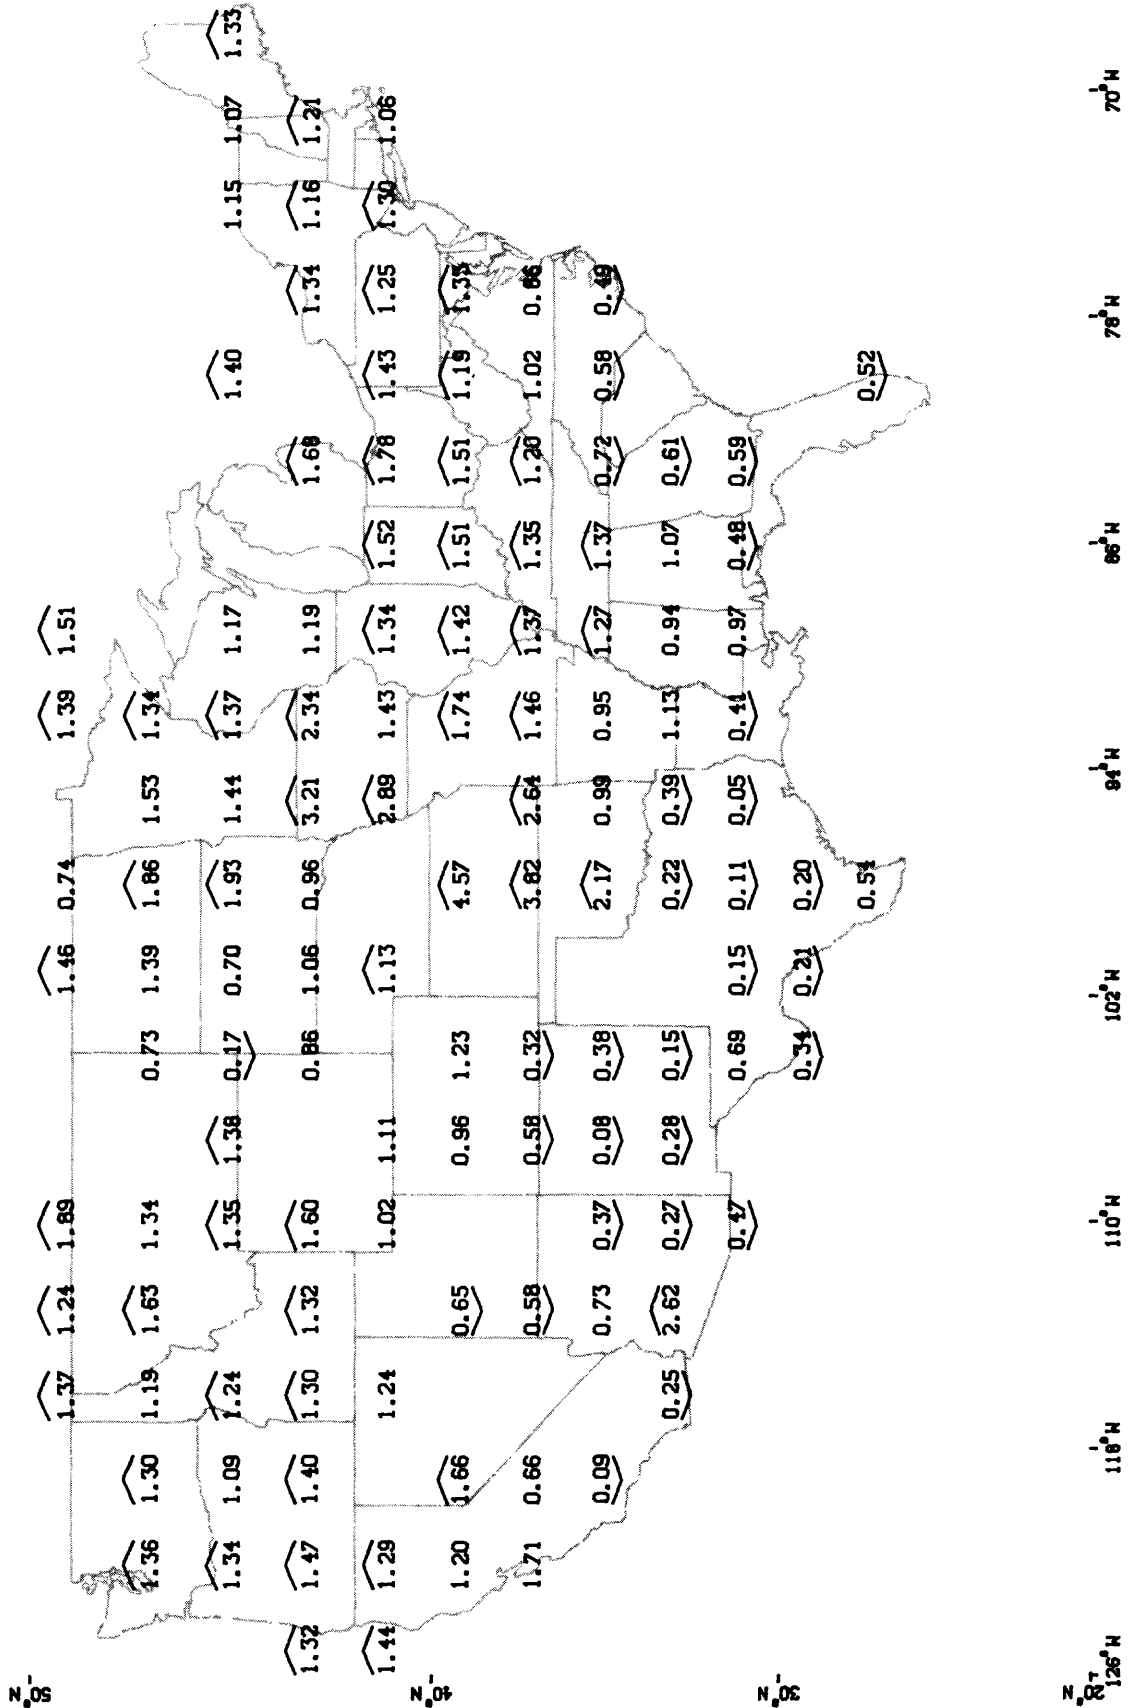 50°N
1.37 1.24 1.89 1.46 0.74 1.39 1.51
1.36 1.30 1.19 1.63 1.34 0.73 1.39 1.86 1.53 1.34
1.34 1.09 1.24 1.35 1.38 0.17 0.70 1.93 1.44 1.37 1.17 1.40 1.15 1.07 1.33
1.32 1.47 1.40 1.30 1.32 1.60 0.86 1.06 0.96 3.21 2.34 1.19 1.68 1.34 1.16 1.21
1.44 1.29 1.24 1.02 1.11 1.13 2.89 1.43 1.34 1.52 1.78 1.43 1.25 1.30 1.06
40°N
1.20 1.66 0.65 0.96 1.23 4.57 1.74 1.42 1.51 1.51 1.19 1.35
1.71 0.66 0.58 0.58 0.32 3.82 2.64 1.46 1.37 1.35 1.20 1.02 0.66
0.09 0.73 0.37 0.08 0.38 2.17 0.99 0.95 1.27 1.37 0.72 0.58 0.49
0.25 2.62 0.27 0.28 0.15 0.22 0.39 1.13 0.94 1.07 0.61
0.47 0.69 0.15 0.11 0.05 0.41 0.97 0.48 0.59
30°N
0.34 0.21 0.20
0.54 0.52
20°N
126°W 118°W 110°W 102°W 94°W 86°W 78°W 70°W